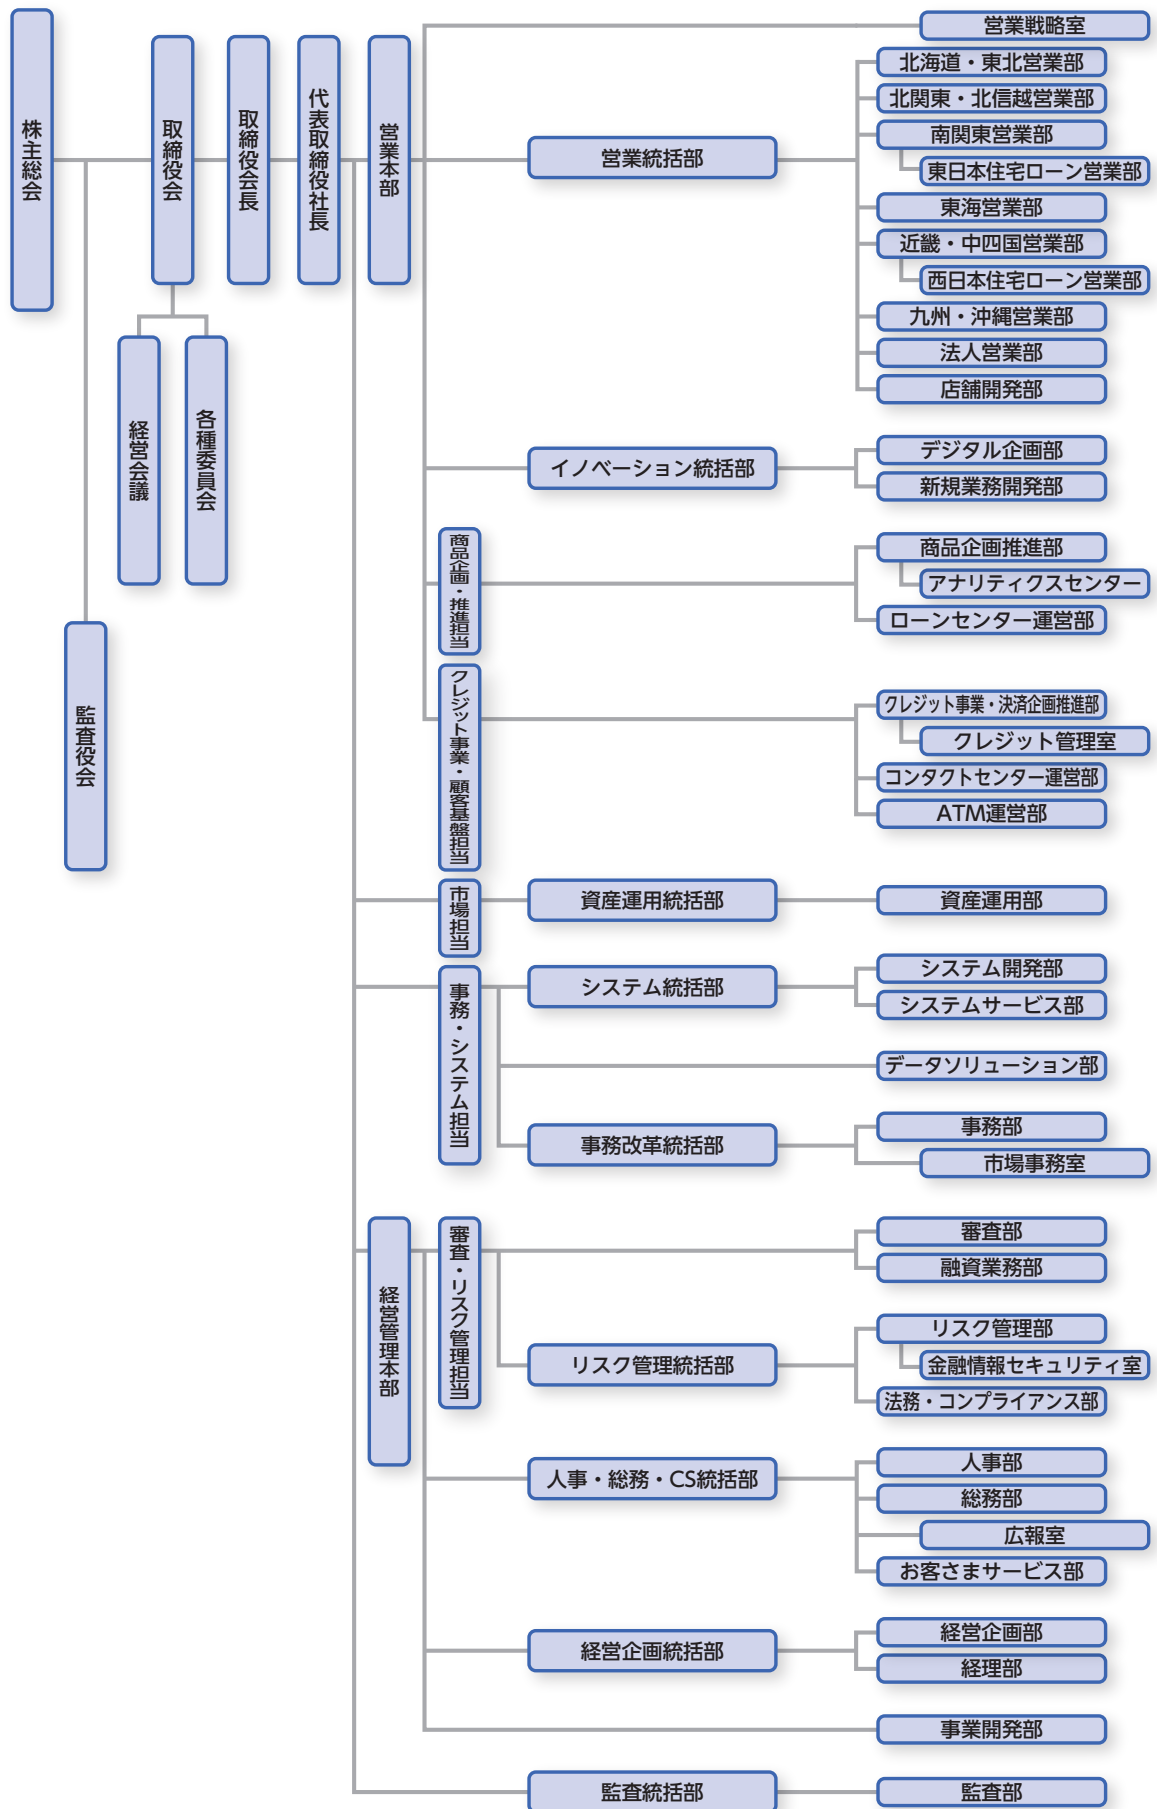 株主総会
取締役会
取締役会長
代表取締役社長
営業本部
経営会議
各種委員会
監査役会
営業戦略室
営業統括部
北海道・東北営業部
北関東・北信越営業部
南関東営業部
東日本住宅ローン営業部
東海営業部
近畿・中四国営業部
西日本住宅ローン営業部
九州・沖縄営業部
法人営業部
店舗開発部
イノベーション統括部
デジタル企画部
新規業務開発部
商品企画・推進担当
商品企画推進部
アナリティクスセンター
ローンセンター運営部
クレジット事業・顧客基盤担当
クレジット事業・決済企画推進部
クレジット管理室
コンタクトセンター運営部
ATM運営部
市場担当
資産運用統括部
資産運用部
事務・システム担当
システム統括部
システム開発部
システムサービス部
データソリューション部
事務改革統括部
事務部
市場事務室
経営管理本部
審査・リスク管理担当
審査部
融資業務部
リスク管理統括部
リスク管理部
金融情報セキュリティ室
法務・コンプライアンス部
人事・総務・CS統括部
人事部
総務部
広報室
お客さまサービス部
経営企画統括部
経営企画部
経理部
事業開発部
監査統括部
監査部